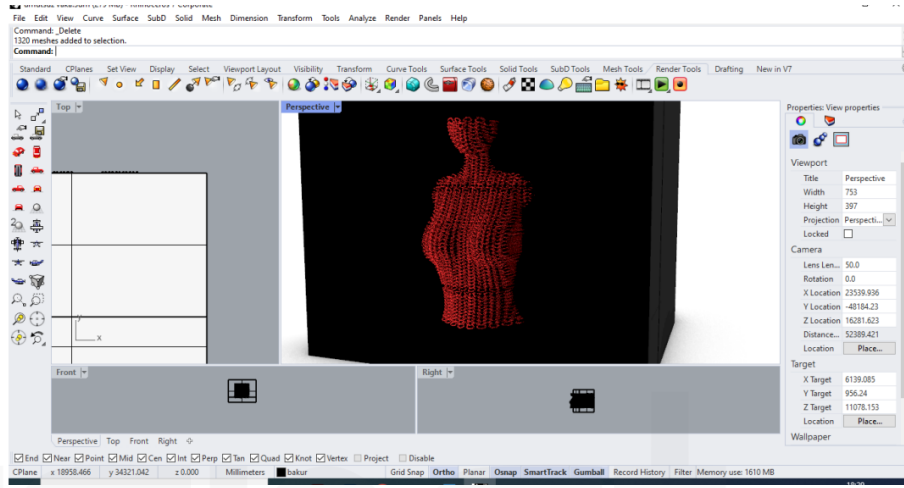 File Edit View Curve Surface SubD Solid Mesh Dimension Transform Tools Analyze Render Panels Help
Command: _Delete
1320 meshes added to selection.
Command:
Standard CPlanes Set View Display Select Viewport Layout Visibility Transform Curve Tools Surface Tools Solid Tools SubD Tools Mesh Tools Render Tools Drafting New in V7
Top
Perspective
y
x
Front
Right
Properties: View properties
Viewport
Title Perspective
Width 753
Height 397
Projection Perspecti...
Locked
Camera
Lens Len... 50.0
Rotation 0.0
X Location 23539.936
Y Location -48184.23
Z Location 16281.623
Distance... 52389.421
Location Place...
Target
X Target 6139.085
Y Target 956.24
Z Target 11078.153
Location Place...
Wallpaper
Perspective Top Front Right
End Near Point Mid Cen Int Perp Tan Quad Knot Vertex Project Disable
CPlane x 18958.466 y 34321.042 z 0.000 Millimeters bakur Grid Snap Ortho Planar Osnap SmartTrack Gumball Record History Filter Memory use: 1610 MB